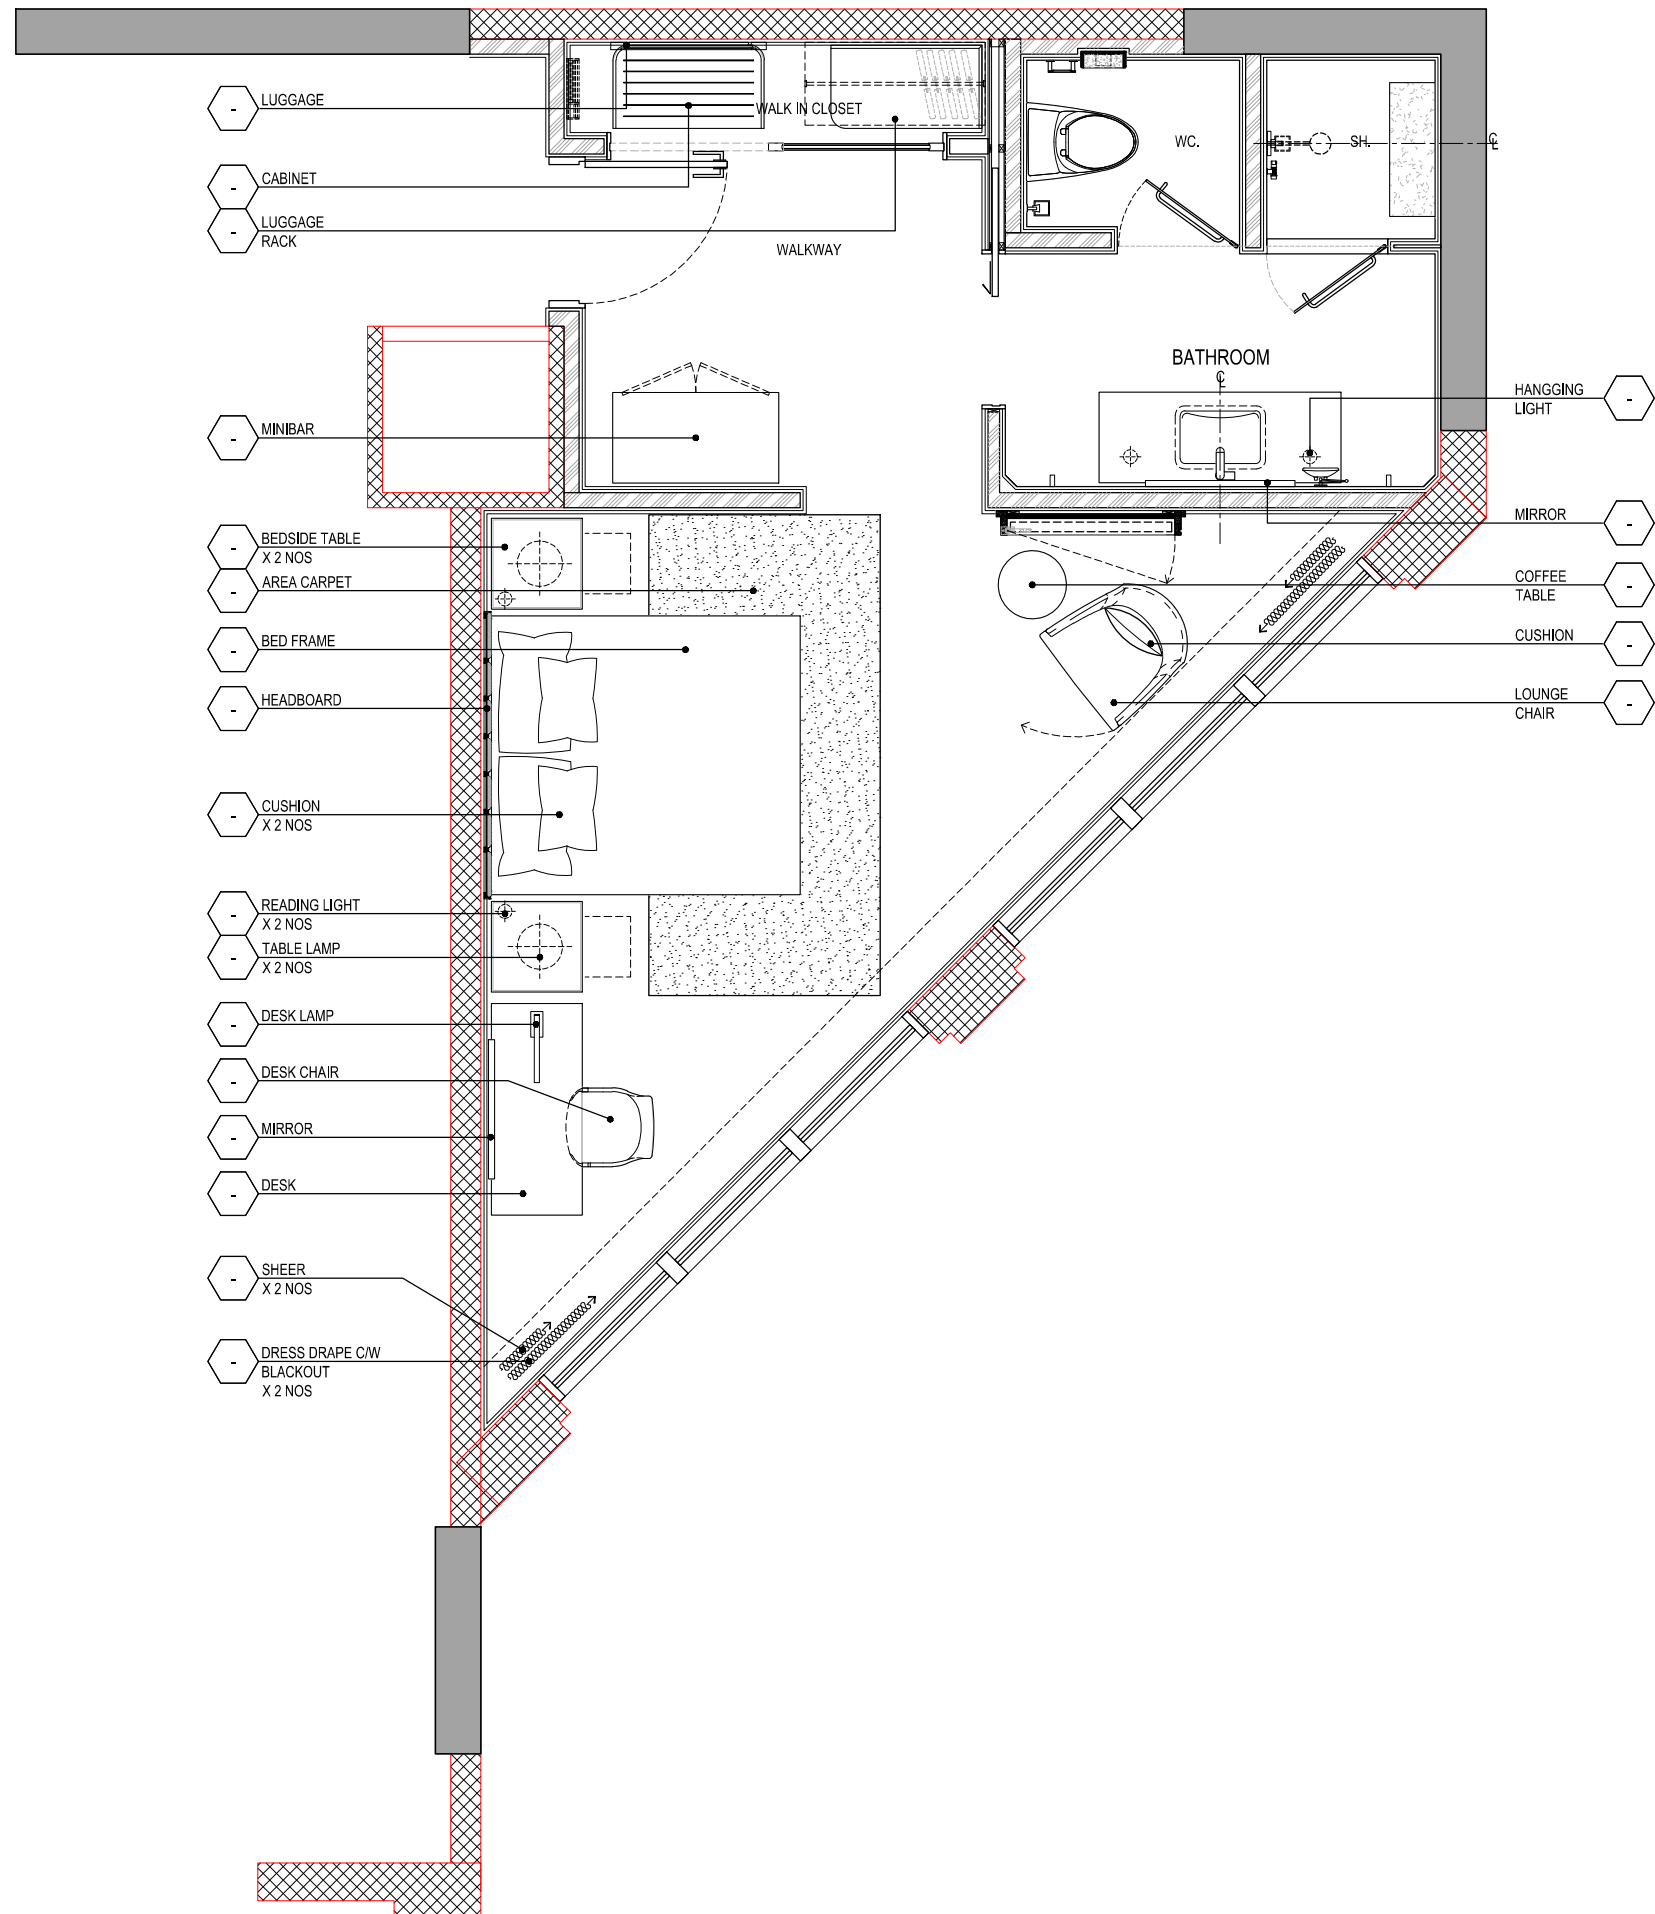 LUGGAGE
WALK IN CLOSET
WC.
SH.
CL
CABINET
LUGGAGE
RACK
WALKWAY
BATHROOM
CL
HANGGING
LIGHT
MINIBAR
MIRROR
BEDSIDE TABLE
X 2 NOS
AREA CARPET
COFFEE
TABLE
BED FRAME
CUSHION
HEADBOARD
LOUNGE
CHAIR
CUSHION
X 2 NOS
READING LIGHT
X 2 NOS
TABLE LAMP
X 2 NOS
DESK LAMP
DESK CHAIR
MIRROR
DESK
SHEER
X 2 NOS
DRESS DRAPE C/W
BLACKOUT
X 2 NOS